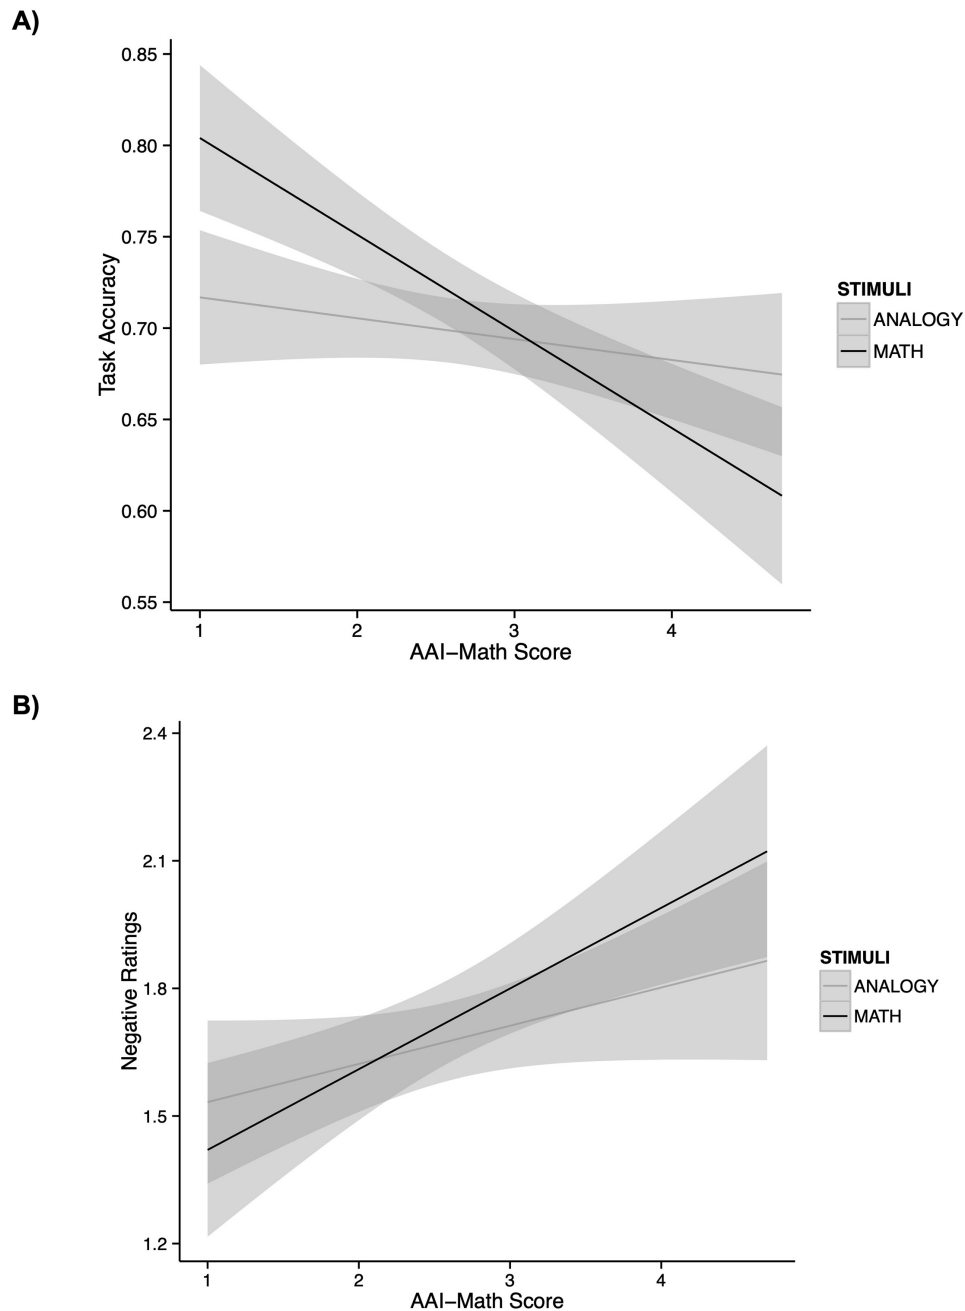 A)
0.85
0.80
0.75
0.70
0.65
0.60
0.55
Task Accuracy
1 2 3 4
AAI–Math Score
STIMULI
ANALOGY
MATH
B)
2.4
2.1
1.8
1.5
1.2
Negative Ratings
1 2 3 4
AAI–Math Score
STIMULI
ANALOGY
MATH